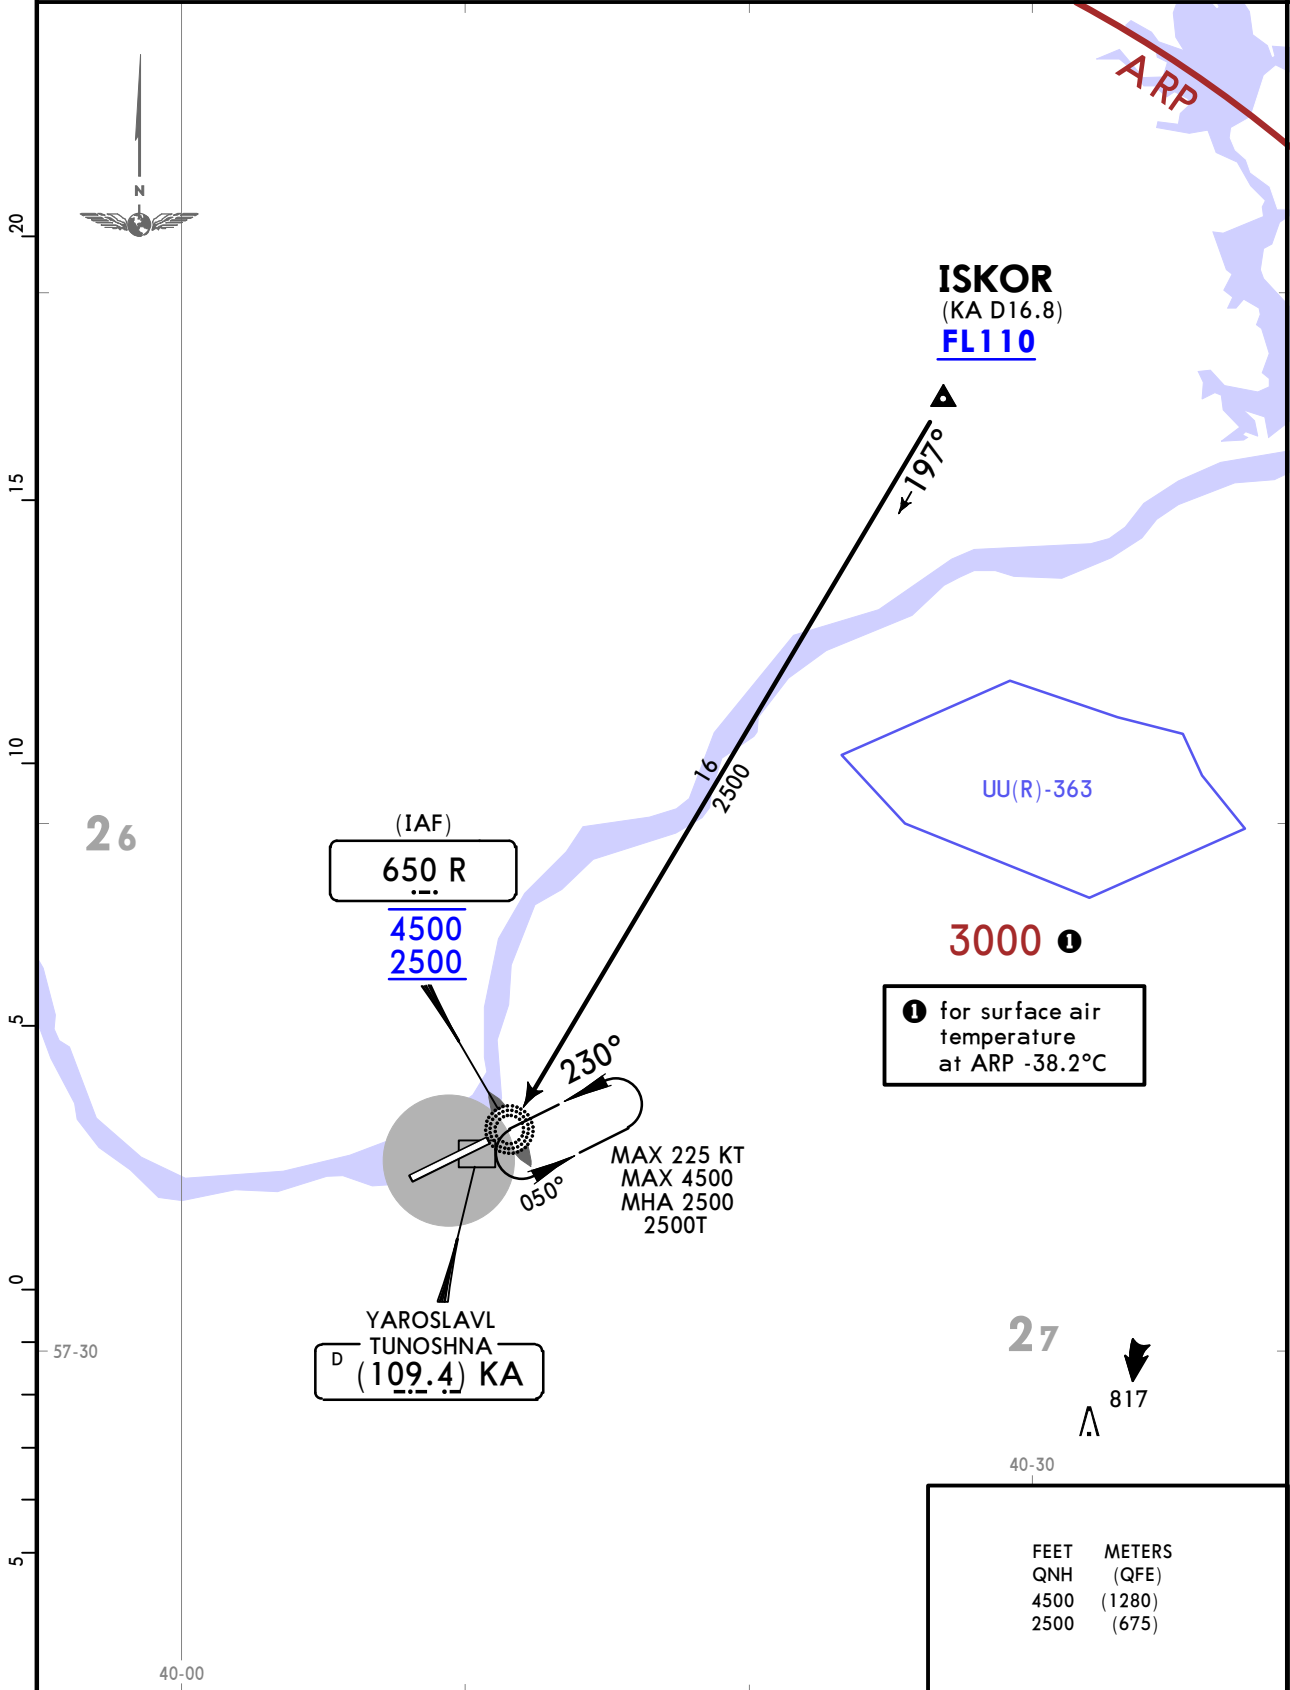 A RP
N
20
ISKOR
(KA D16.8)
FL110
197°
15
10
16
2500
UU(R)-363
26
(IAF)
650 R
4500
2500
3000 1
1 for surface air
temperature
at ARP -38.2°C
5
230°
050°
MAX 225 KT
MAX 4500
MHA 2500
2500T
0
YAROSLAVL
TUNOSHNA
D (109.4) KA
57-30
27
817
40-30
5
FEET METERS
QNH (QFE)
4500 (1280)
2500 (675)
40-00